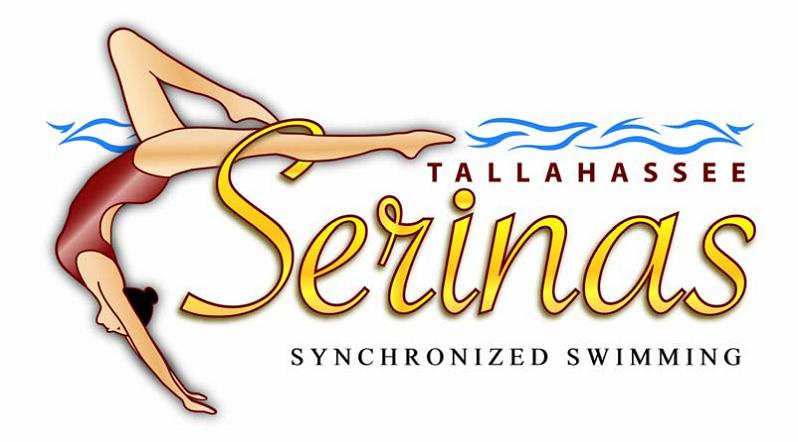 TALLAHASSEE
Serinas
SYNCHRONIZED SWIMMING